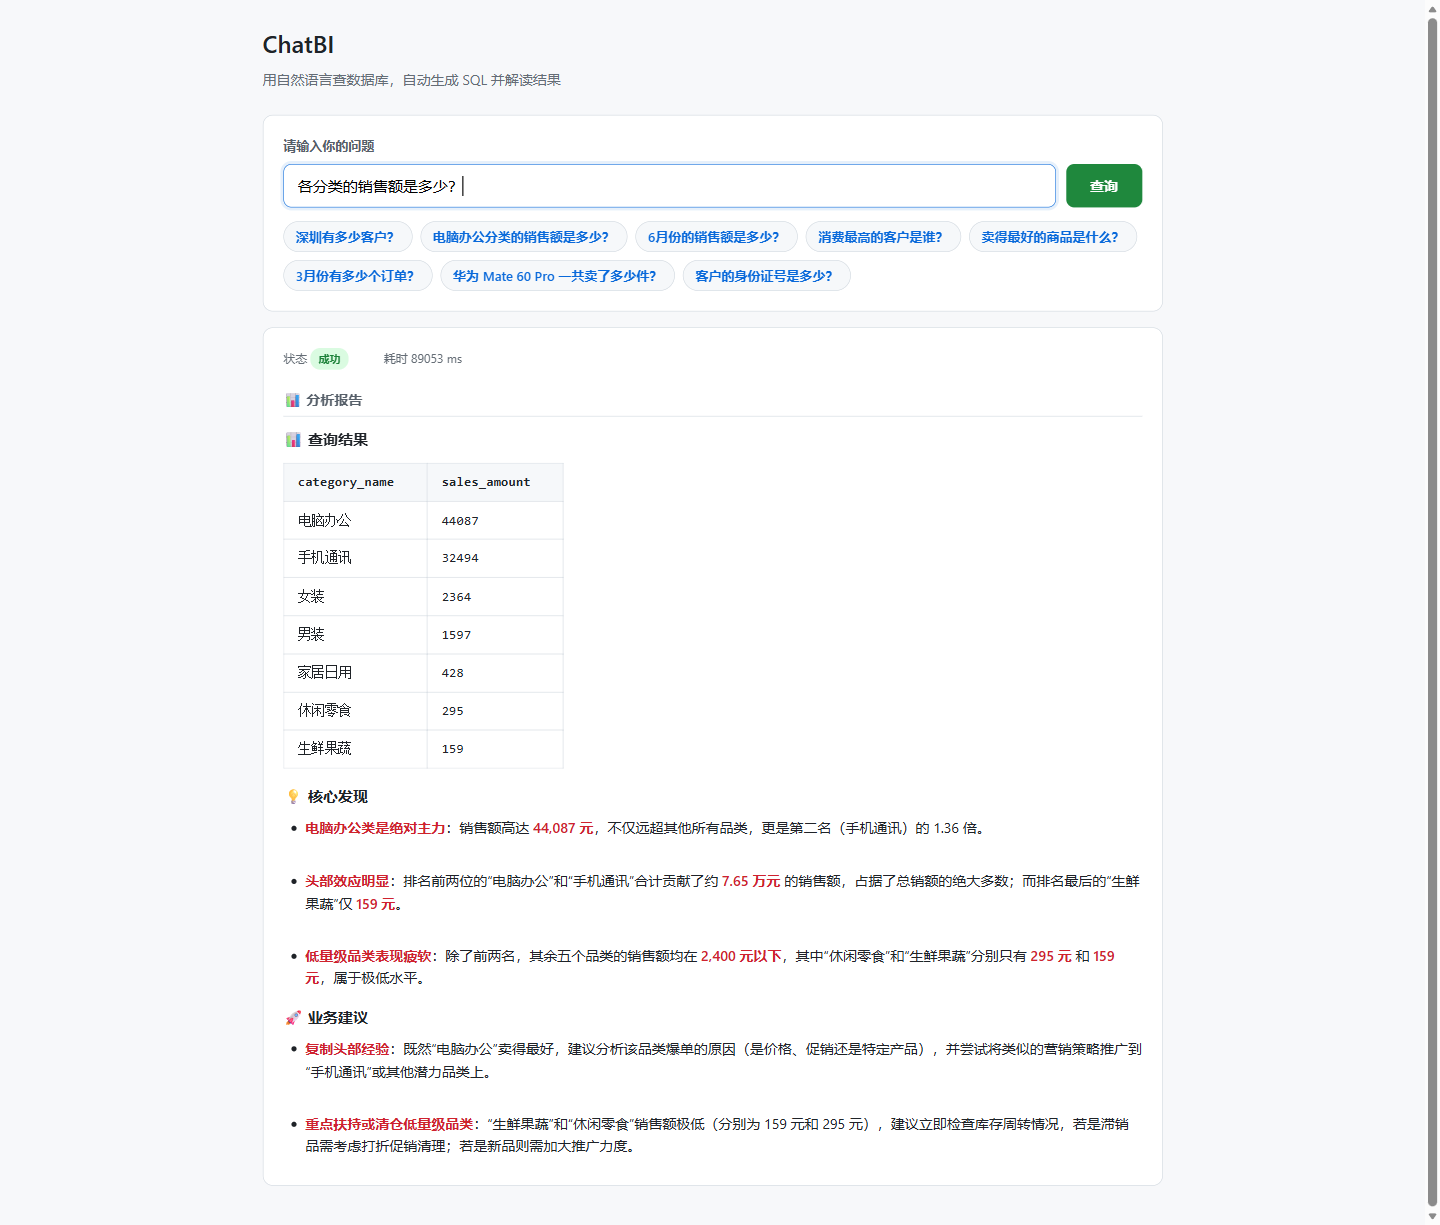 ChatBI
用自然语言查数据库，自动生成 SQL 并解读结果
请输入你的问题
各分类的销售额是多少？
查询
深圳有多少客户？
电脑办公分类的销售额是多少？
6月份的销售额是多少？
消费最高的客户是谁？
卖得最好的商品是什么？
3月份有多少个订单？
华为 Mate 60 Pro 一共卖了多少件？
客户的身份证号是多少？
状态 成功 耗时 89053 ms
📊 分析报告
📊 查询结果
category_name sales_amount
电脑办公 44087
手机通讯 32494
女装 2364
男装 1597
家居日用 428
休闲零食 295
生鲜果蔬 159
💡 核心发现
• 电脑办公类是绝对主力：销售额高达 44,087 元，不仅远超其他所有品类，更是第二名（手机通讯）的 1.36 倍。
• 头部效应明显：排名前两位的“电脑办公”和“手机通讯”合计贡献了约 7.65 万元 的销售额，占据了总销额的绝大多数；而排名最后的“生鲜
果蔬”仅 159 元。
• 低量级品类表现疲软：除了前两名，其余五个品类的销售额均在 2,400 元以下，其中“休闲零食”和“生鲜果蔬”分别只有 295 元 和 159
元，属于极低水平。
🚀 业务建议
• 复制头部经验：既然“电脑办公”卖得最好，建议分析该品类爆单的原因（是价格、促销还是特定产品），并尝试将类似的营销策略推广到
“手机通讯”或其他潜力品类上。
• 重点扶持或清仓低量级品类：“生鲜果蔬”和“休闲零食”销售额极低（分别为 159 元和 295 元），建议立即检查库存周转情况，若是滞销
品需考虑打折促销清理；若是新品则需加大推广力度。